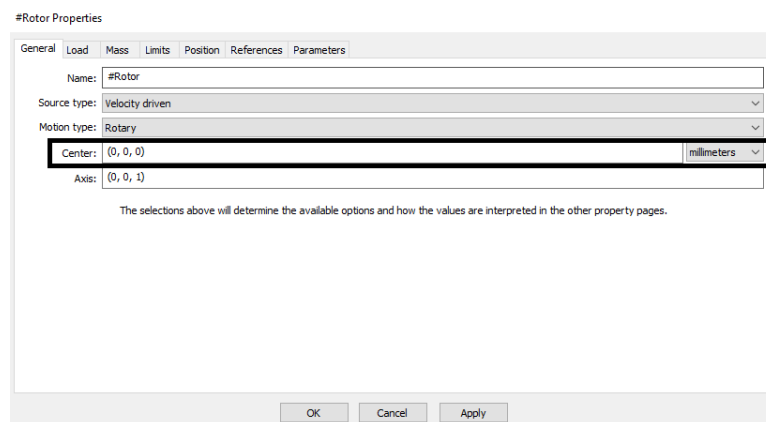 #Rotor Properties
General Load Mass Limits Position References Parameters
Name: #Rotor
Source type: Velocity driven
Motion type: Rotary
Center: (0, 0, 0) millimeters
Axis: (0, 0, 1)
The selections above will determine the available options and how the values are interpreted in the other property pages.
OK Cancel Apply